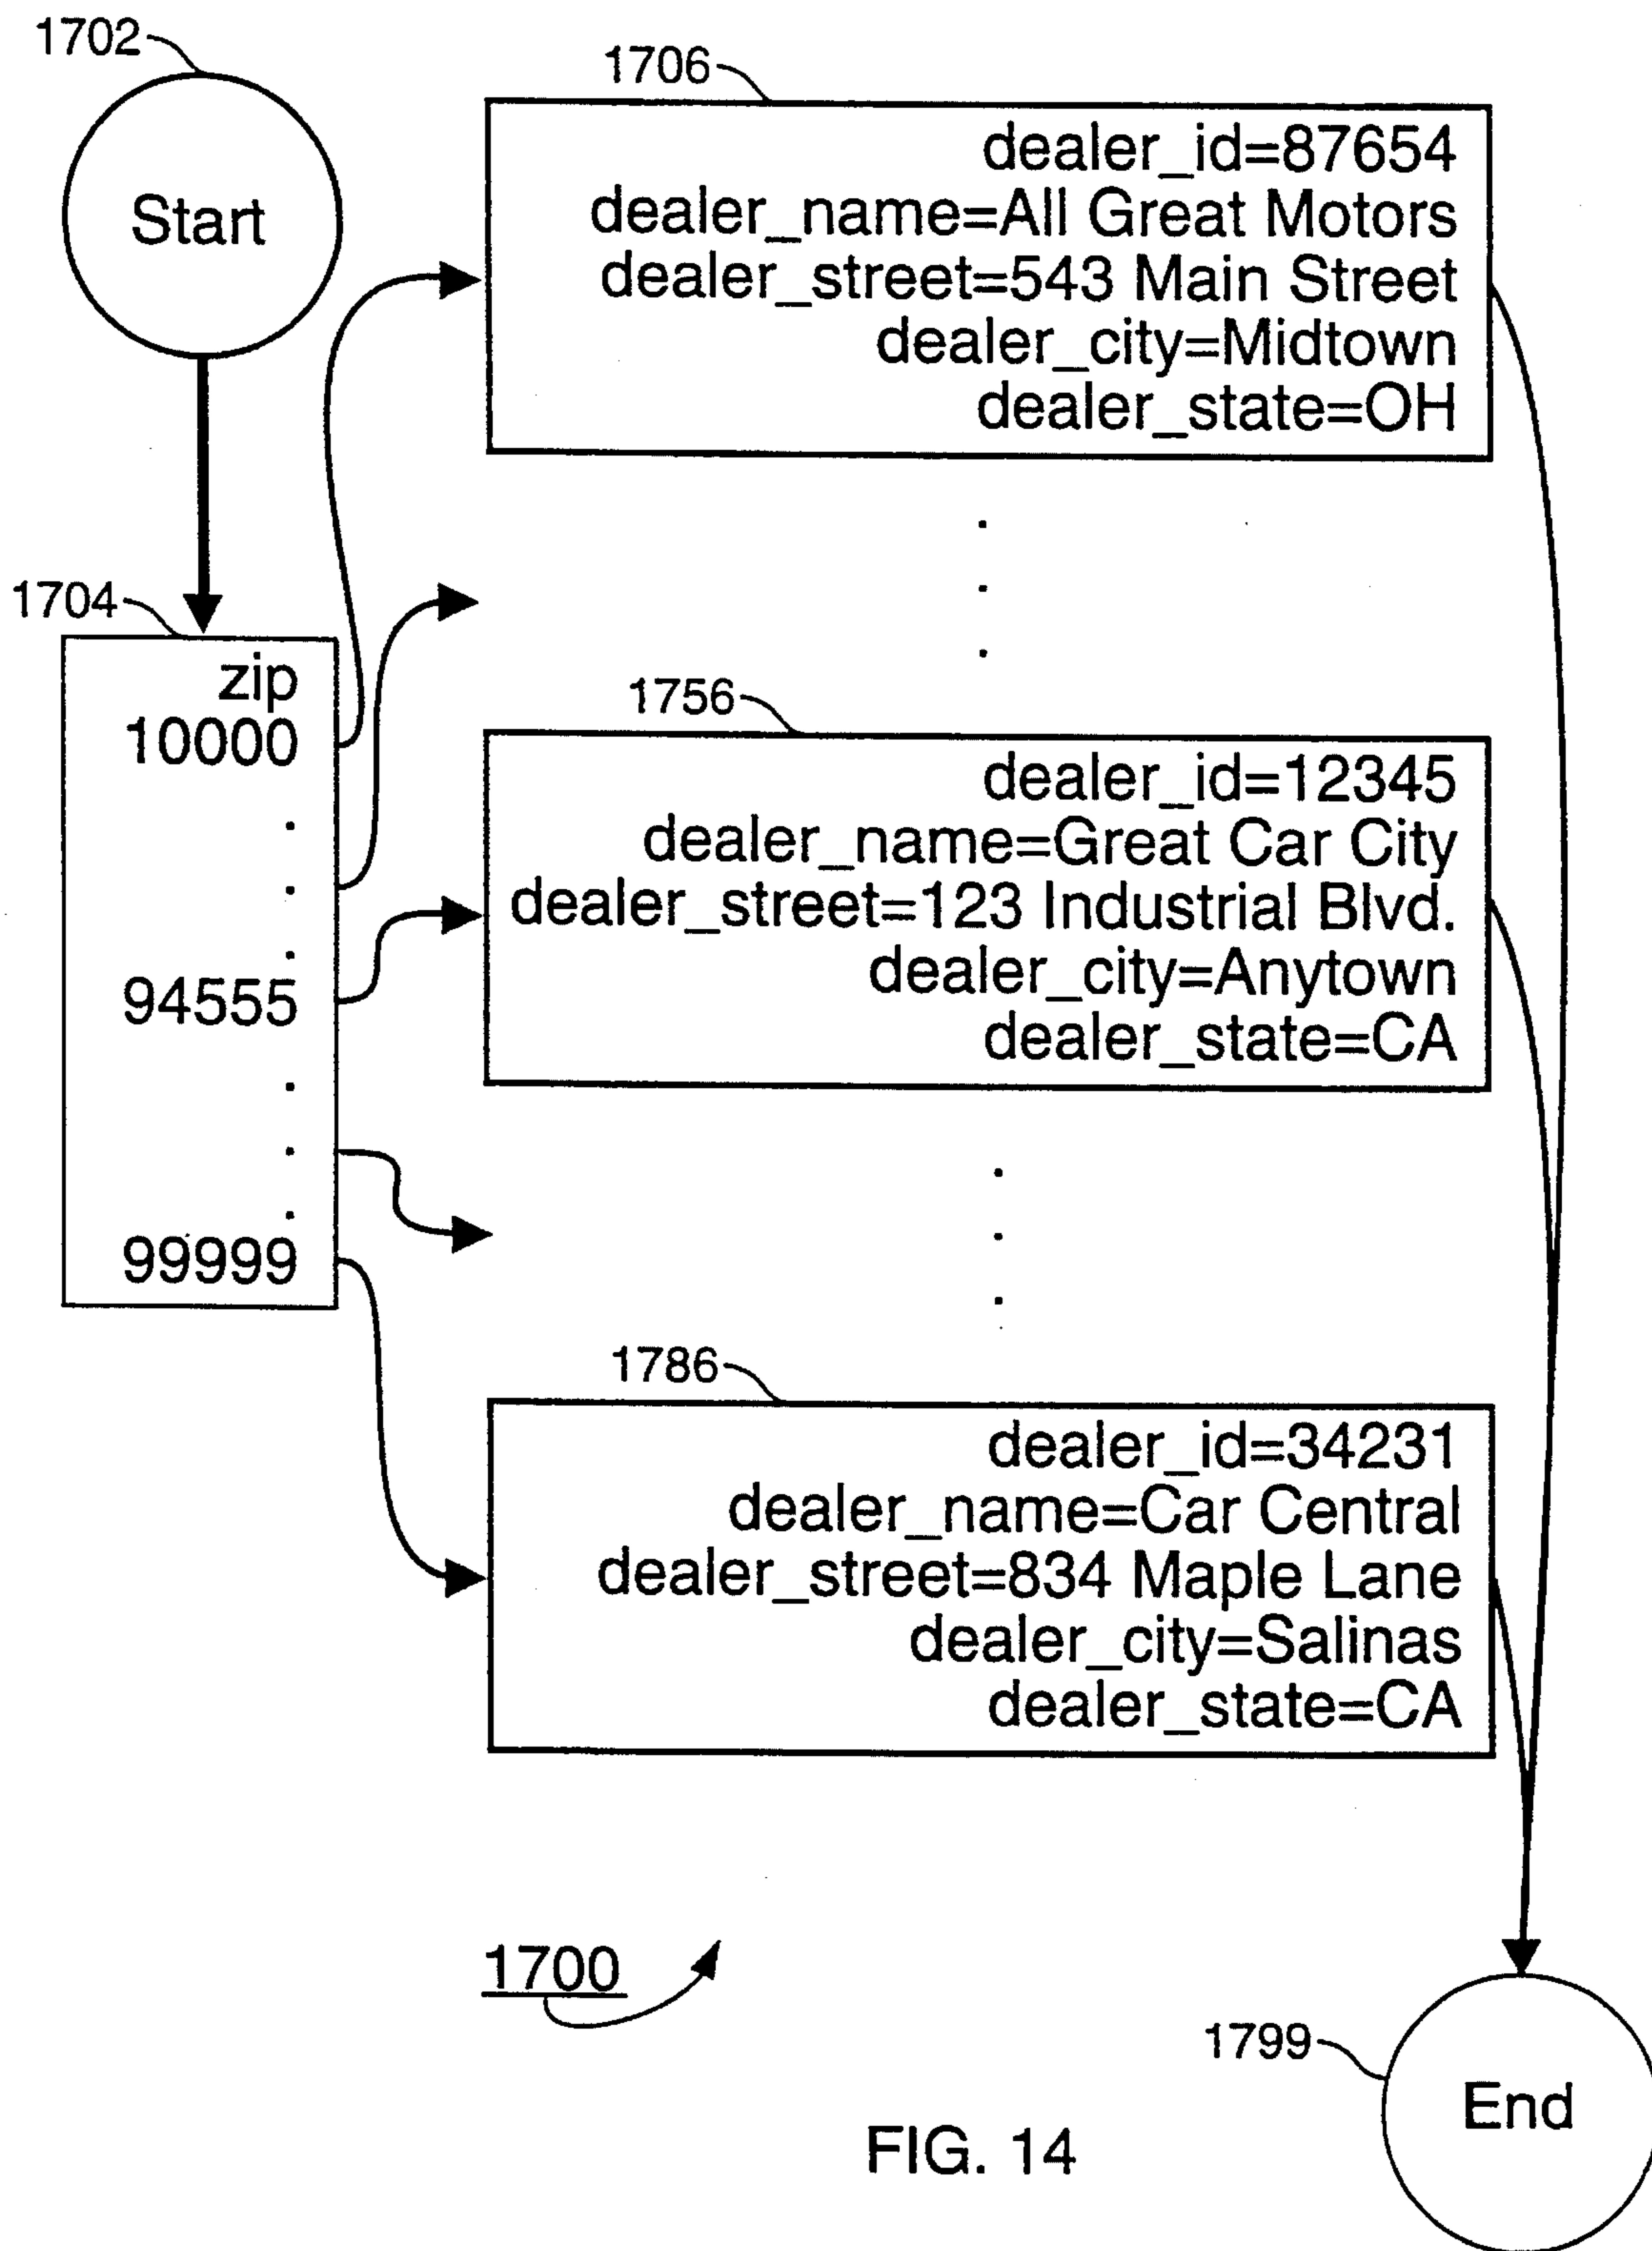 1702
Start
1706
dealer_id=87654
dealer_name=All Great Motors
dealer_street=543 Main Street
dealer_city=Midtown
dealer_state=OH
1704
zip
10000
.
.
.
94555
.
.
.
99999
.
.
.
1756
dealer_id=12345
dealer_name=Great Car City
dealer_street=123 Industrial Blvd.
dealer_city=Anytown
dealer_state=CA
.
.
.
1786
dealer_id=34231
dealer_name=Car Central
dealer_street=834 Maple Lane
dealer_city=Salinas
dealer_state=CA
1700
1799
End
FIG. 14